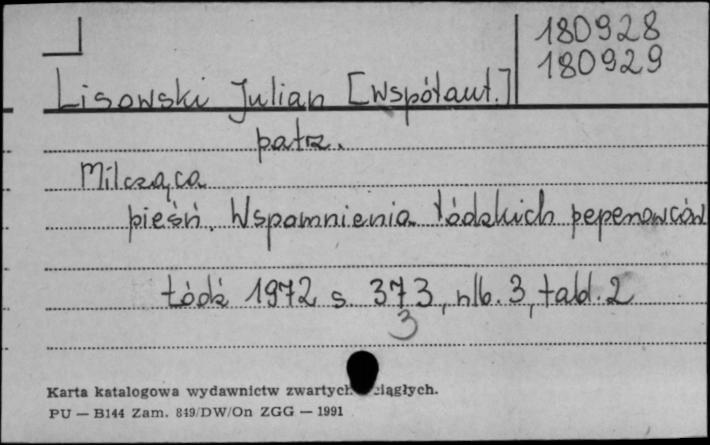 180928
180929
Lisowski Julian [Współaut.]
patrz.
Milcząca
pieśń. Wspomnienia łódzkich peperowców
Łódź 1972 s. 373, nlb. 3, tabl. 2
3
Karta katalogowa wydawnictw zwartych ciągłych.
PU — B144 Zam. 849/DW/On ZGG — 1991